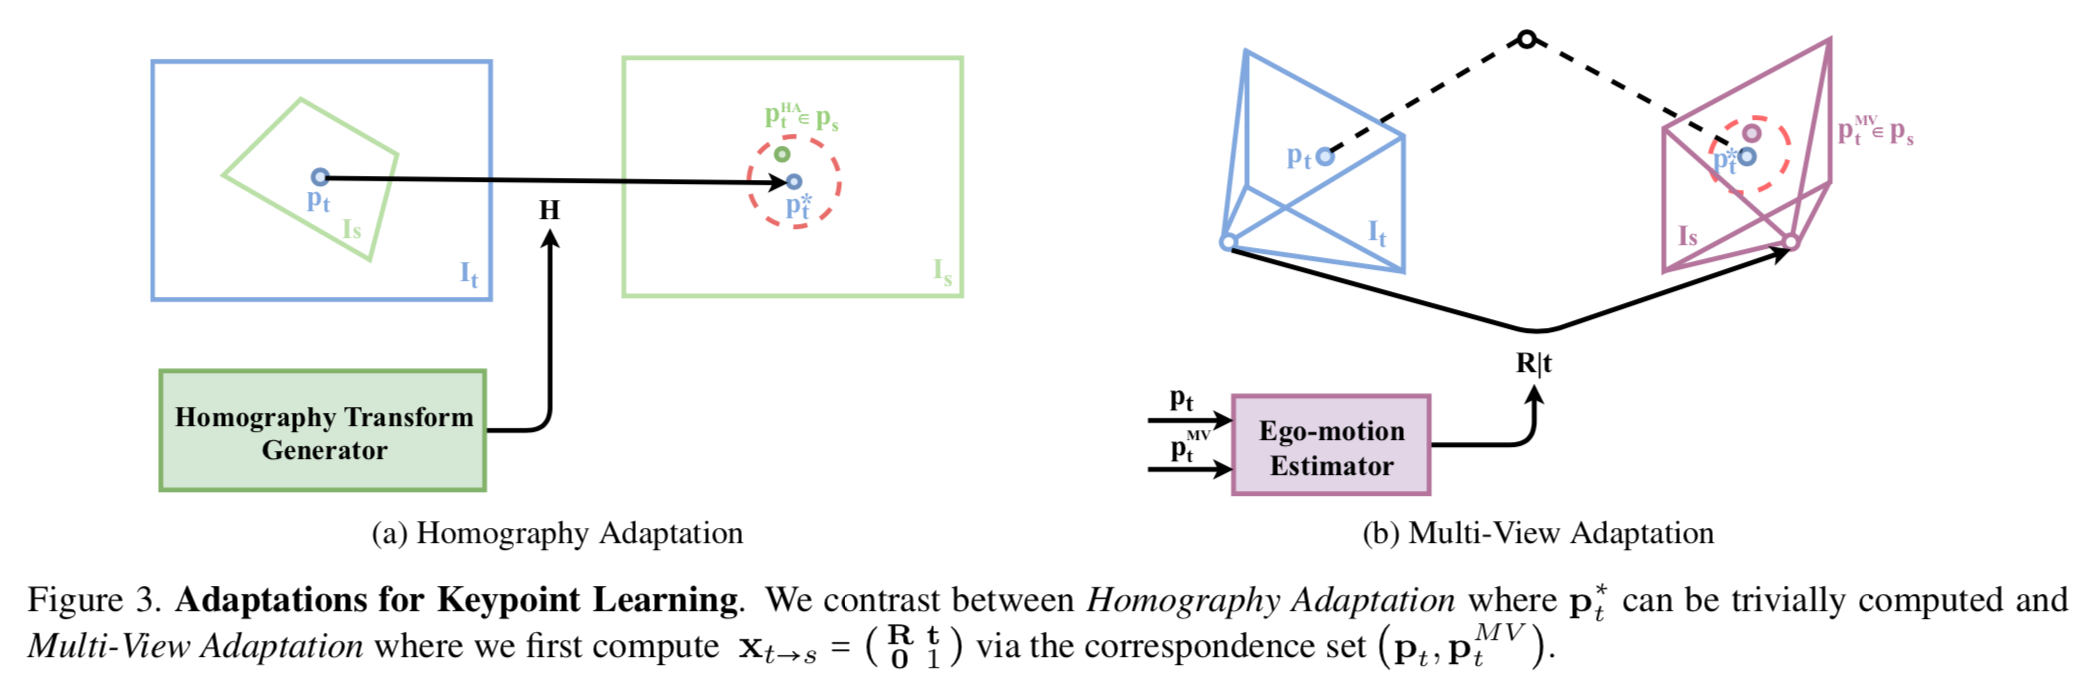 p_t^HA ∈ p_s
p_t
p_t^*
I_s
I_t
I_s
H
Homography Transform
Generator
(a) Homography Adaptation
p_t
p_t^*
p_t^MV ∈ p_s
I_t
I_s
R|t
p_t
p_t^MV
Ego-motion
Estimator
(b) Multi-View Adaptation
Figure 3. Adaptations for Keypoint Learning. We contrast between Homography Adaptation where p_t^* can be trivially computed and
Multi-View Adaptation where we first compute x_{t→s} = (R t; 0 1) via the correspondence set (p_t, p_t^{MV}).